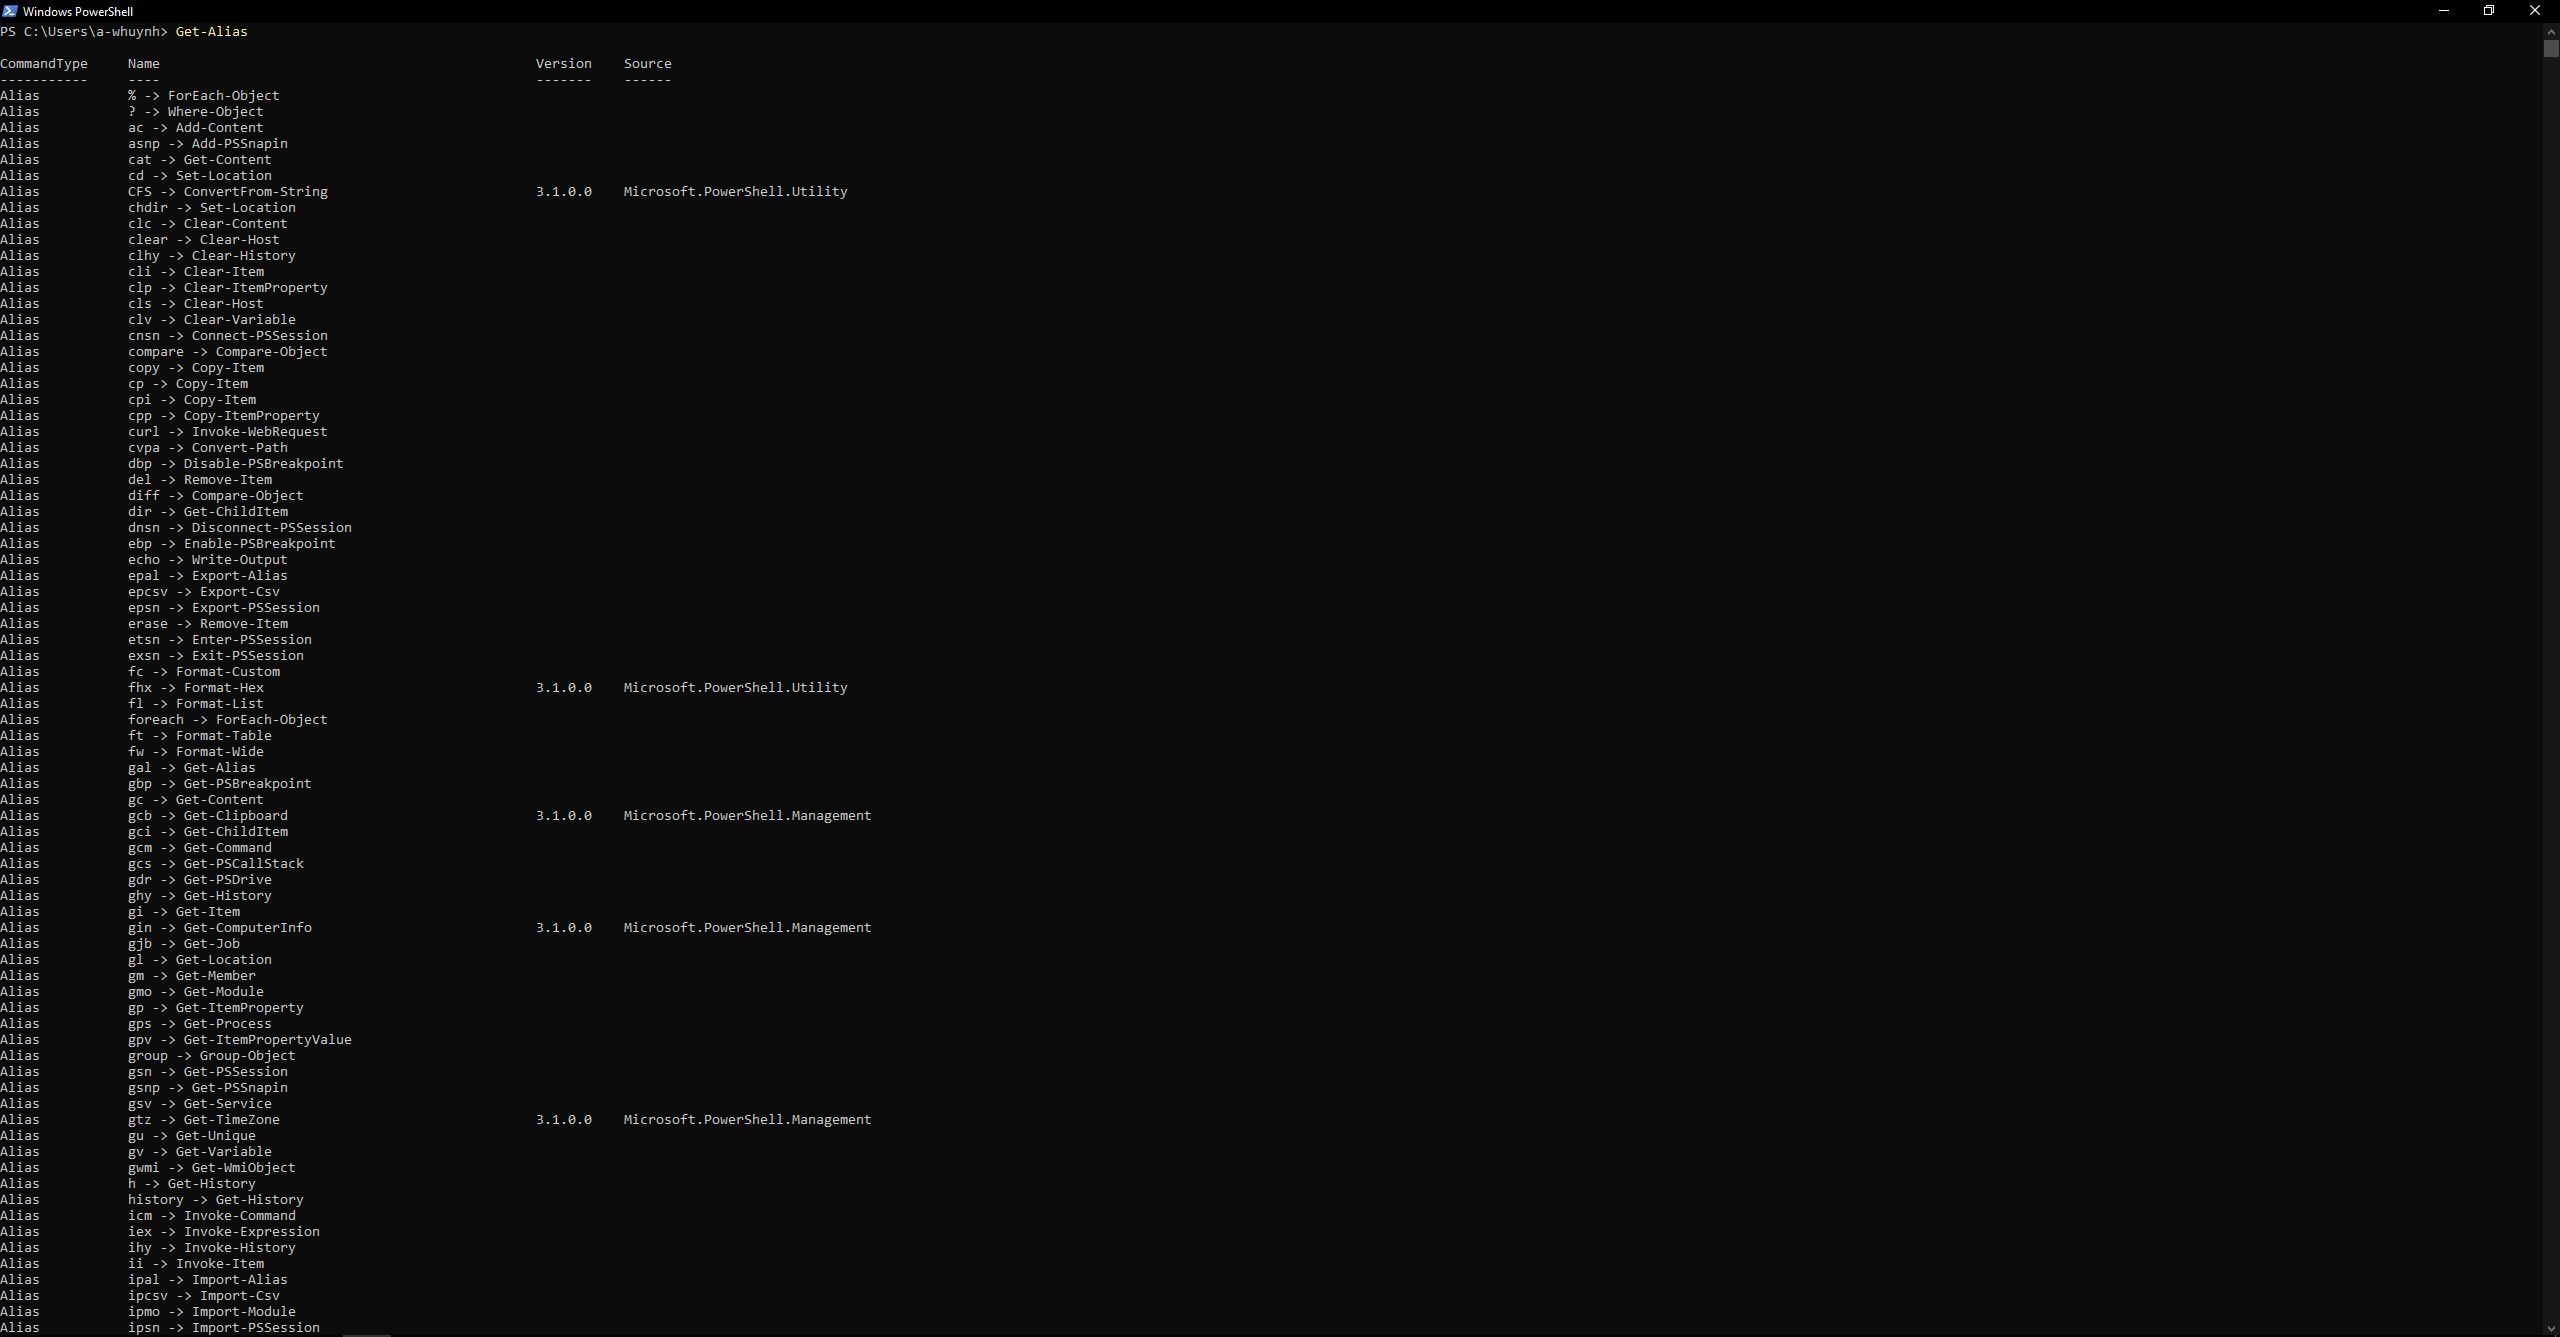 Windows PowerShell
PS C:\Users\a-whuynh> Get-Alias
CommandType     Name                                               Version    Source
-----------     ----                                               -------    ------
Alias           % -> ForEach-Object
Alias           ? -> Where-Object
Alias           ac -> Add-Content
Alias           asnp -> Add-PSSnapin
Alias           cat -> Get-Content
Alias           cd -> Set-Location
Alias           CFS -> ConvertFrom-String                          3.1.0.0    Microsoft.PowerShell.Utility
Alias           chdir -> Set-Location
Alias           clc -> Clear-Content
Alias           clear -> Clear-Host
Alias           clhy -> Clear-History
Alias           cli -> Clear-Item
Alias           clp -> Clear-ItemProperty
Alias           cls -> Clear-Host
Alias           clv -> Clear-Variable
Alias           cnsn -> Connect-PSSession
Alias           compare -> Compare-Object
Alias           copy -> Copy-Item
Alias           cp -> Copy-Item
Alias           cpi -> Copy-Item
Alias           cpp -> Copy-ItemProperty
Alias           curl -> Invoke-WebRequest
Alias           cvpa -> Convert-Path
Alias           dbp -> Disable-PSBreakpoint
Alias           del -> Remove-Item
Alias           diff -> Compare-Object
Alias           dir -> Get-ChildItem
Alias           dnsn -> Disconnect-PSSession
Alias           ebp -> Enable-PSBreakpoint
Alias           echo -> Write-Output
Alias           epal -> Export-Alias
Alias           epcsv -> Export-Csv
Alias           epsn -> Export-PSSession
Alias           erase -> Remove-Item
Alias           etsn -> Enter-PSSession
Alias           exsn -> Exit-PSSession
Alias           fc -> Format-Custom
Alias           fhx -> Format-Hex                                  3.1.0.0    Microsoft.PowerShell.Utility
Alias           fl -> Format-List
Alias           foreach -> ForEach-Object
Alias           ft -> Format-Table
Alias           fw -> Format-Wide
Alias           gal -> Get-Alias
Alias           gbp -> Get-PSBreakpoint
Alias           gc -> Get-Content
Alias           gcb -> Get-Clipboard                               3.1.0.0    Microsoft.PowerShell.Management
Alias           gci -> Get-ChildItem
Alias           gcm -> Get-Command
Alias           gcs -> Get-PSCallStack
Alias           gdr -> Get-PSDrive
Alias           ghy -> Get-History
Alias           gi -> Get-Item
Alias           gin -> Get-ComputerInfo                            3.1.0.0    Microsoft.PowerShell.Management
Alias           gjb -> Get-Job
Alias           gl -> Get-Location
Alias           gm -> Get-Member
Alias           gmo -> Get-Module
Alias           gp -> Get-ItemProperty
Alias           gps -> Get-Process
Alias           gpv -> Get-ItemPropertyValue
Alias           group -> Group-Object
Alias           gsn -> Get-PSSession
Alias           gsnp -> Get-PSSnapin
Alias           gsv -> Get-Service
Alias           gtz -> Get-TimeZone                                3.1.0.0    Microsoft.PowerShell.Management
Alias           gu -> Get-Unique
Alias           gv -> Get-Variable
Alias           gwmi -> Get-WmiObject
Alias           h -> Get-History
Alias           history -> Get-History
Alias           icm -> Invoke-Command
Alias           iex -> Invoke-Expression
Alias           ihy -> Invoke-History
Alias           ii -> Invoke-Item
Alias           ipal -> Import-Alias
Alias           ipcsv -> Import-Csv
Alias           ipmo -> Import-Module
Alias           ipsn -> Import-PSSession